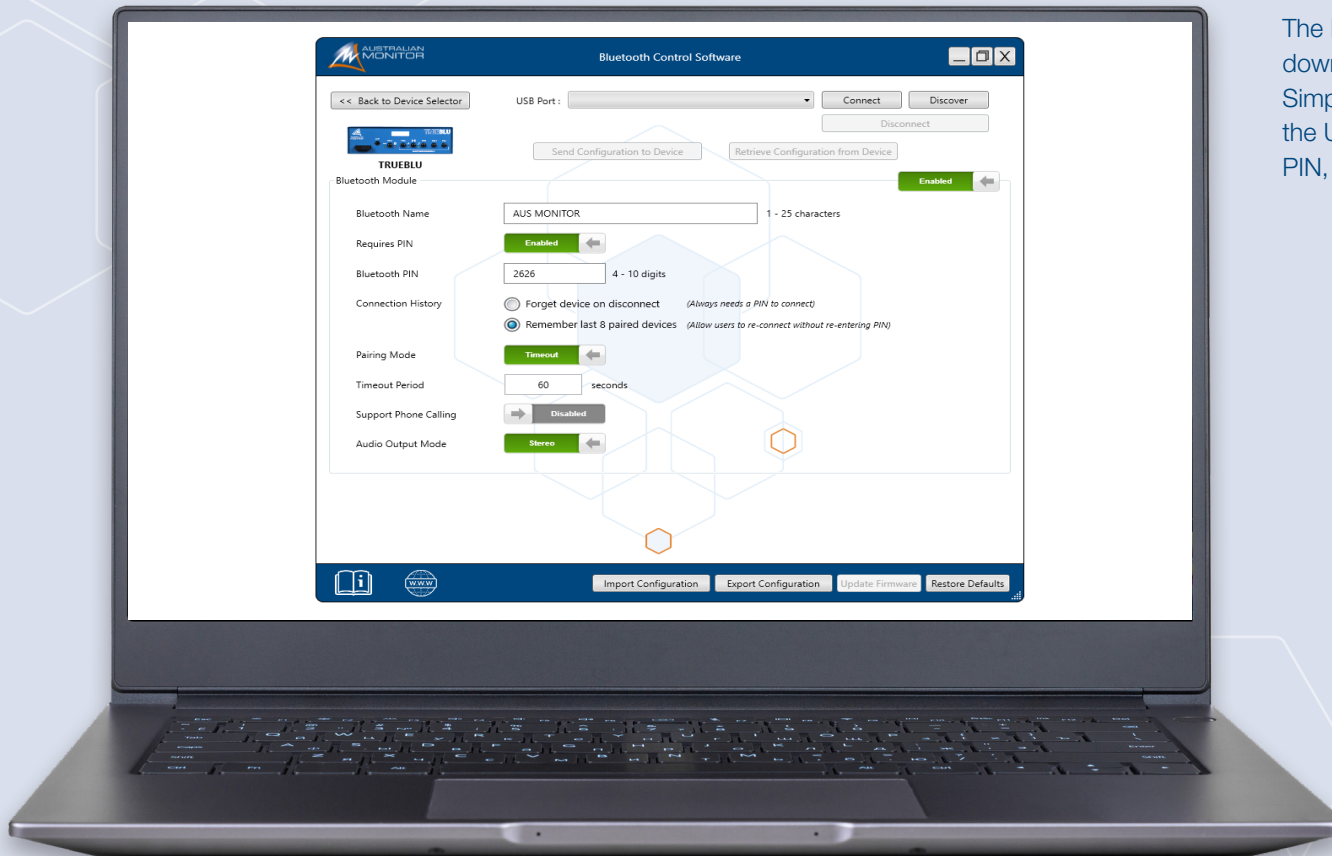 AUSTRALIAN
MONITOR
Bluetooth Control Software
<< Back to Device Selector
USB Port :
Connect
Discover
Disconnect
TRUEBLU
Send Configuration to Device
Retrieve Configuration from Device
TRUEBLU
Bluetooth Module
Enabled
Bluetooth Name
AUS MONITOR
1 - 25 characters
Requires PIN
Enabled
Bluetooth PIN
2626
4 - 10 digits
Connection History
Forget device on disconnect
(Always needs a PIN to connect)
Remember last 8 paired devices
(Allow users to re-connect without re-entering PIN)
Pairing Mode
Timeout
Timeout Period
60
seconds
Support Phone Calling
Disabled
Audio Output Mode
Stereo
i
WWW
Import Configuration
Export Configuration
Update Firmware
Restore Defaults
The
down
Simp
the U
PIN,